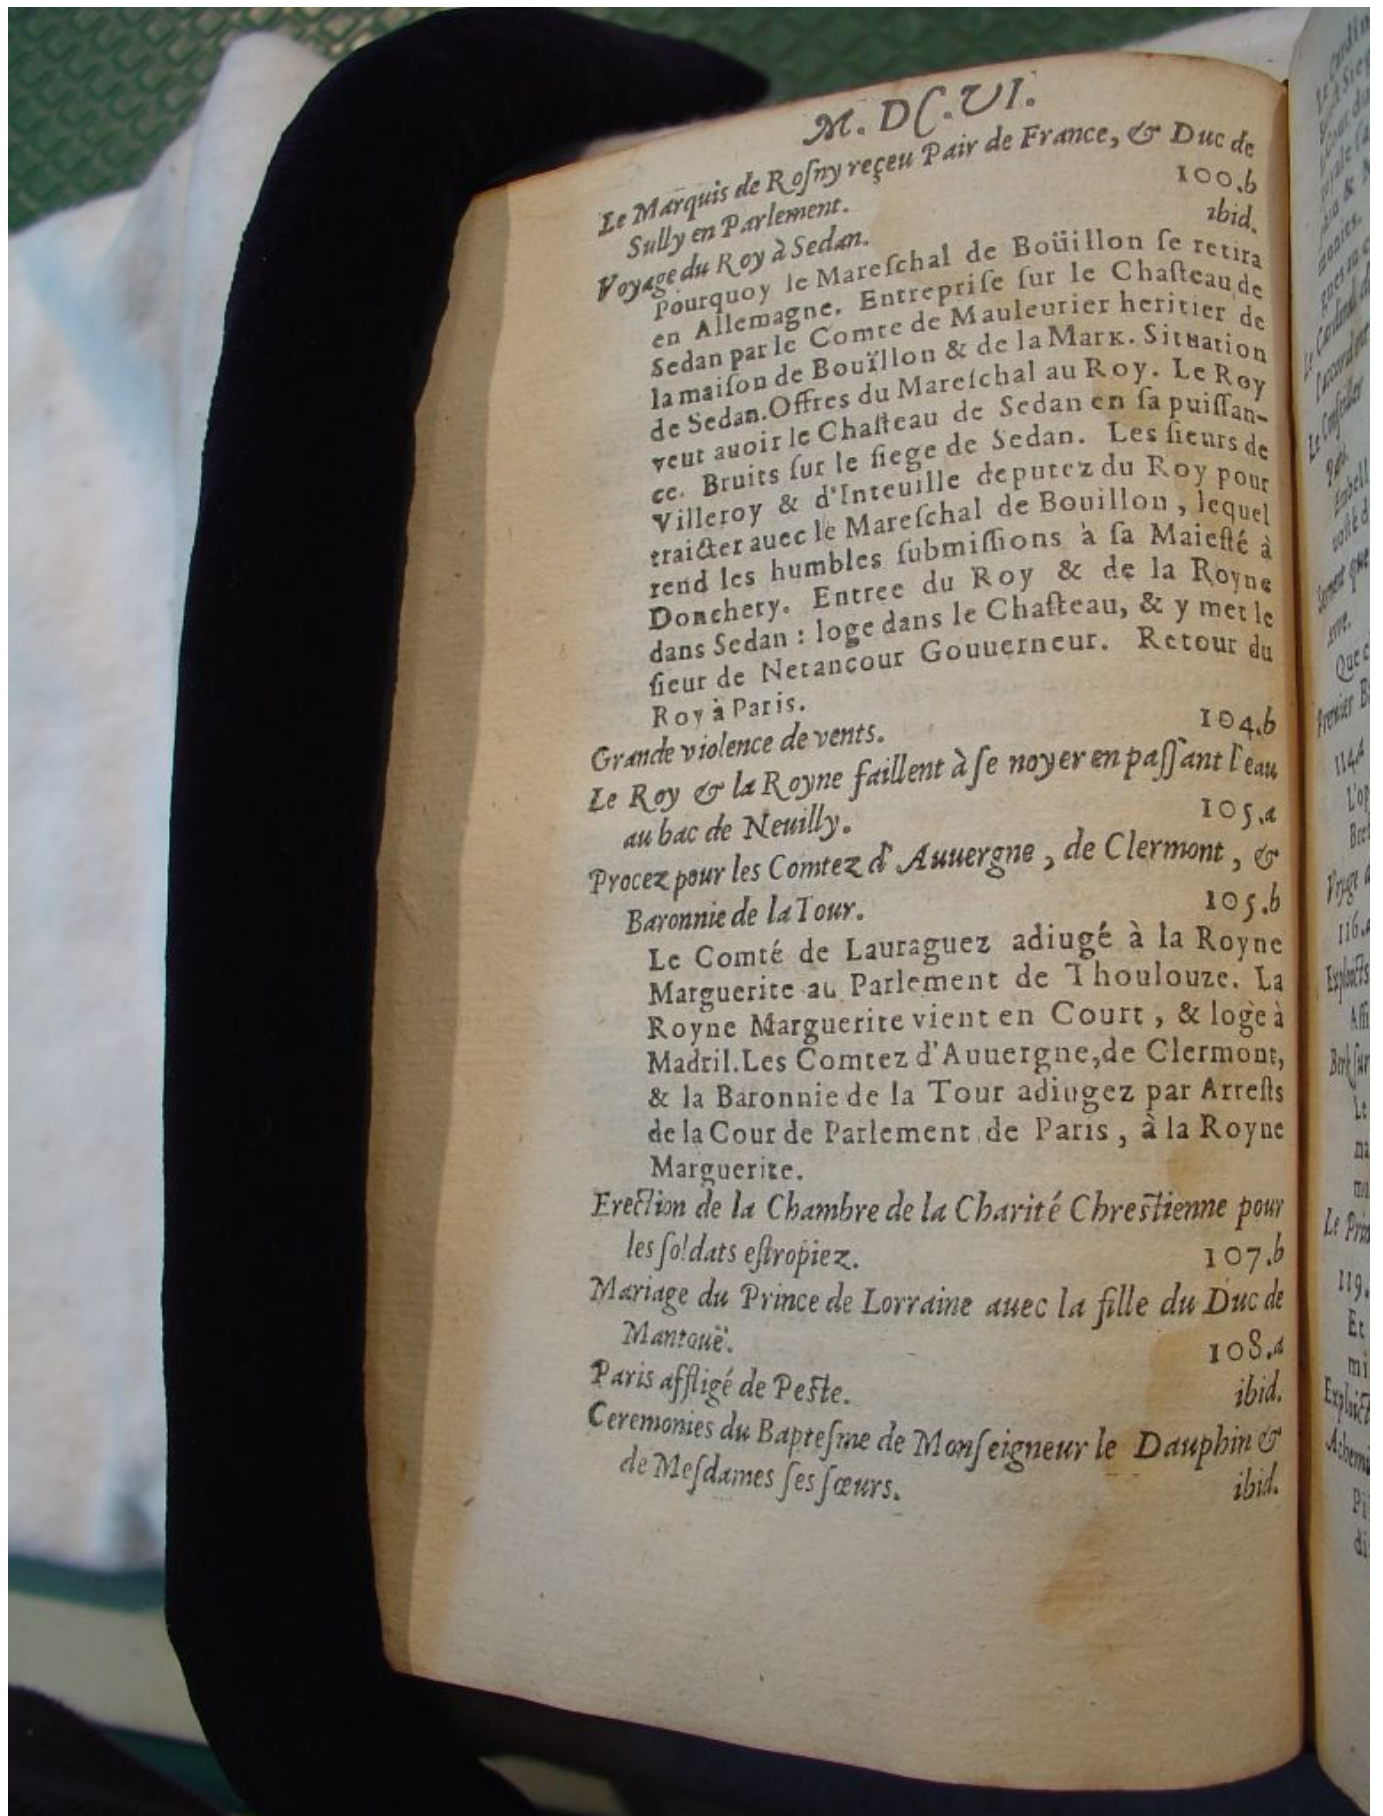 M. DC. VI.
Le Marquis de Roſny reçeu Pair de France, & Duc de
Sully en Parlement. 100.b
Voyage du Roy à Sedan. ibid.
Pourquoy le Mareſchal de Boüillon ſe retira
en Allemagne. Entrepriſe ſur le Chaſteau de
Sedan par le Comte de Mauleurier heritier de
la maiſon de Bouïllon & de la Mark. Situation
de Sedan. Offres du Mareſchal au Roy. Le Roy
veut auoir le Chaſteau de Sedan en ſa puiſſan-
ce. Bruits ſur le ſiege de Sedan. Les ſieurs de
Villeroy & d'Inteuille deputez du Roy pour
traicter auec le Mareſchal de Bouillon, lequel
rend les humbles ſubmiſſions à ſa Maieſté à
Donchery. Entree du Roy & de la Royne
dans Sedan : loge dans le Chaſteau, & y met le
ſieur de Netancour Gouuerneur. Retour du
Roy à Paris.
Grande violence de vents. 104.b
Le Roy & la Royne faillent à ſe noyer en paſſant l'eau
au bac de Neuilly. 105.a
Procez pour les Comtez d'Auuergne, de Clermont, &
Baronnie de la Tour. 105.b
Le Comté de Lauraguez adiugé à la Royne
Marguerite au Parlement de Thoulouze. La
Royne Marguerite vient en Court, & loge à
Madril. Les Comtez d'Auuergne, de Clermont,
& la Baronnie de la Tour adiugez par Arreſts
de la Cour de Parlement de Paris, à la Royne
Marguerite.
Erection de la Chambre de la Charité Chreſtienne pour
les ſoldats eſtropiez. 107.b
Mariage du Prince de Lorraine auec la fille du Duc de
Mantouë. 108.a
Paris affligé de Peſte. ibid.
Ceremonies du Bapteſme de Monſeigneur le Dauphin &
de Meſdames ſes ſœurs. ibid.